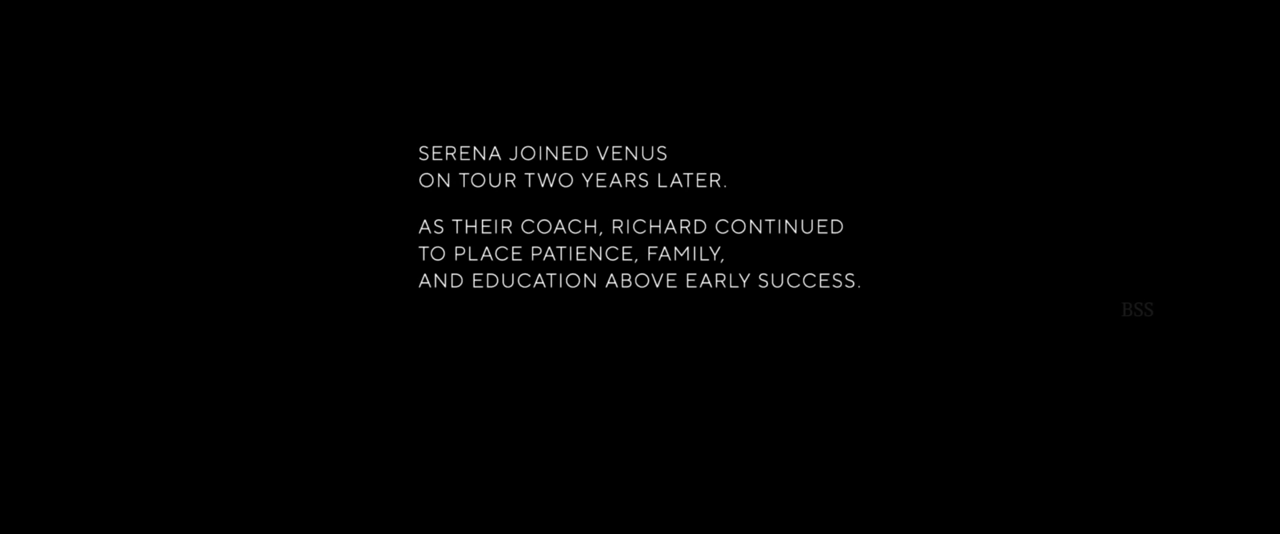 SERENA JOINED VENUS
ON TOUR TWO YEARS LATER.
AS THEIR COACH, RICHARD CONTINUED
TO PLACE PATIENCE, FAMILY,
AND EDUCATION ABOVE EARLY SUCCESS.
BSS